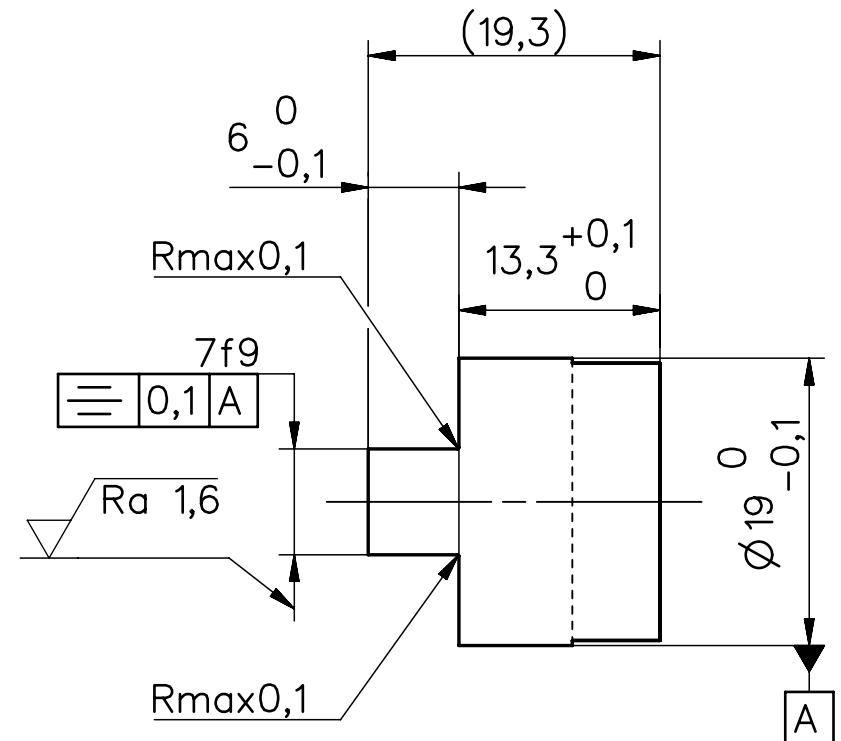 (19,3)
6 0 -0,1
13,3 +0,1 0
Rmax0,1
7f9
0,1 A
Ra 1,6
Ø19 0 -0,1
Rmax0,1
A